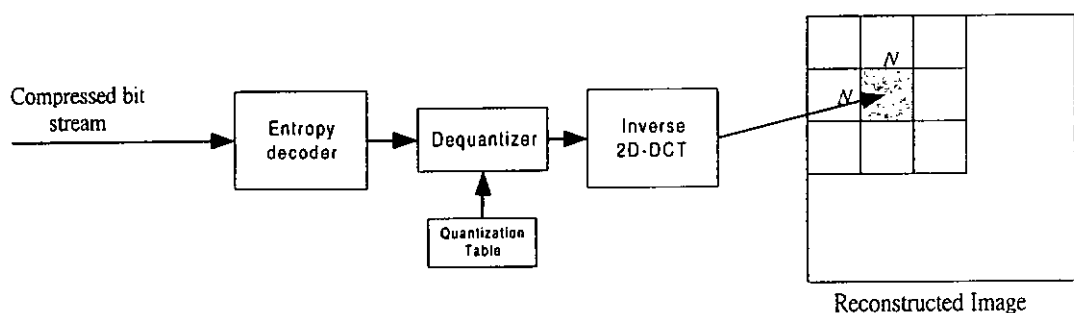 Compressed bit
stream
Entropy
decoder
Dequantizer
Quantization
Table
Inverse
2D-DCT
N
N
Reconstructed Image